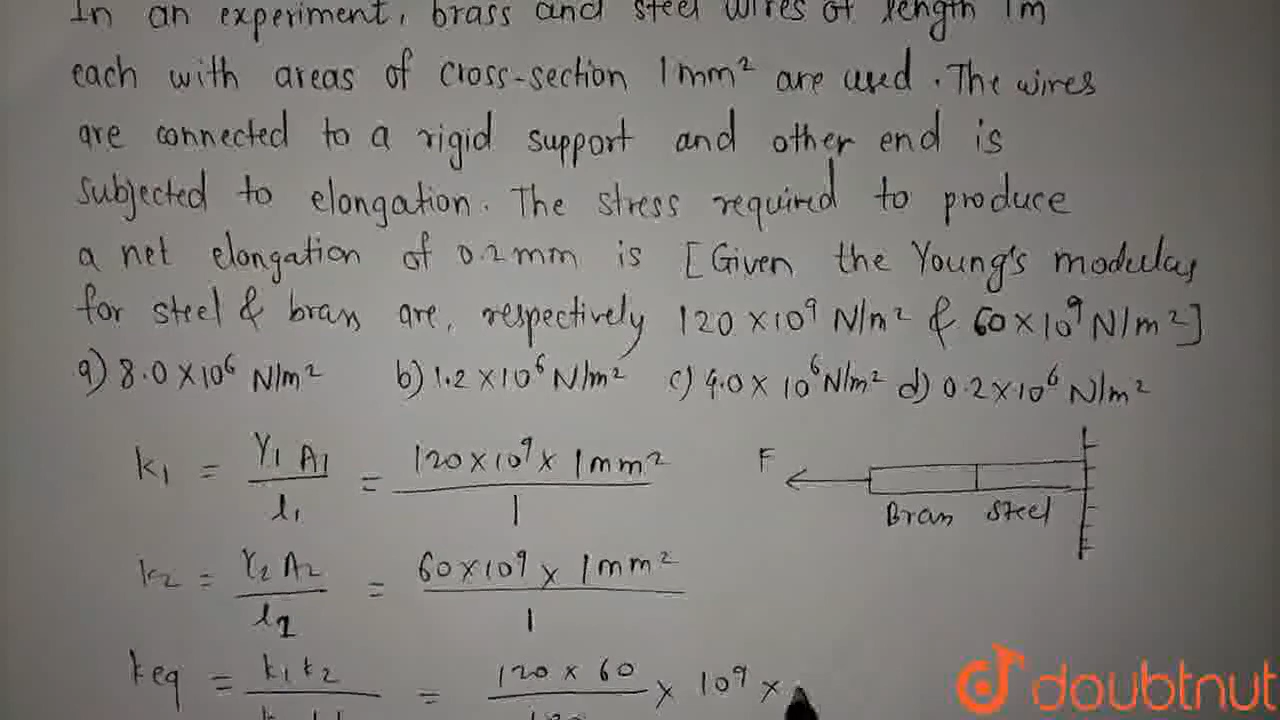 In an experiment, brass and steel wires of length 1m
each with areas of cross-section 1mm² are used. The wires
are connected to a rigid support and other end is
subjected to elongation. The stress required to produce
a net elongation of 0.2mm is [Given the Young's modulus
for steel & brass are, respectively 120×10⁹ N/m² & 60×10⁹ N/m²]
a) 8.0×10⁶ N/m² b) 1.2×10⁶ N/m² c) 4.0×10⁶ N/m² d) 0.2×10⁶ N/m²
k₁ = Y₁A₁/l₁ = 120×10⁹×1mm²/1
F
Brass Steel
k₂ = Y₂A₂/l₂ = 60×10⁹×1mm²/1
keq = k₁k₂ = 120×60 × 10⁹ ×
doubtnut